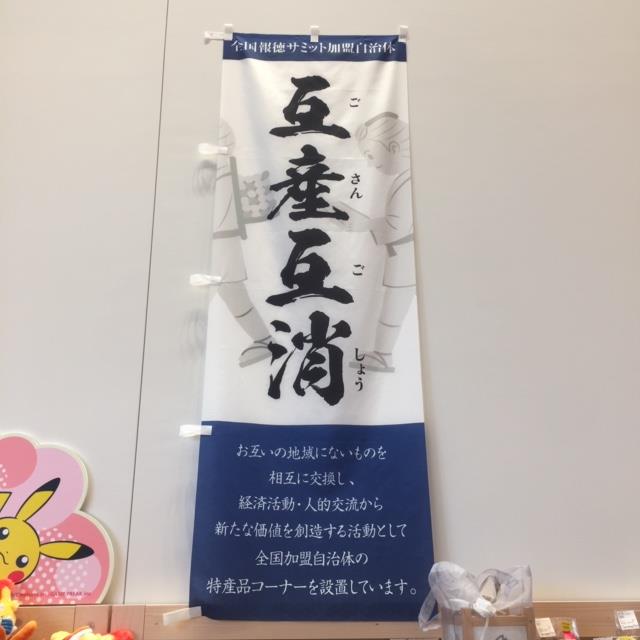 全国報徳サミット加盟自治体
互産互消
ごさんごしょう
お互いの地域にないものを
相互に交換し、
経済活動・人的交流から
新たな価値を創造する活動として
全国加盟自治体の
特産品コーナーを設置しています。